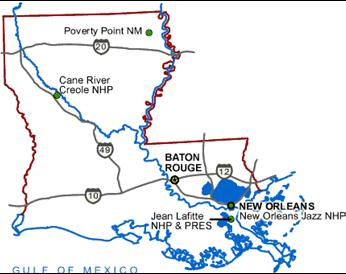 Poverty Point NM
20
Cane River
Creole NHP
49
BATON
ROUGE
12
10
NEW ORLEANS
New Orleans Jazz NHP
Jean Lafitte
NHP & PRES
GULF OF MEXICO